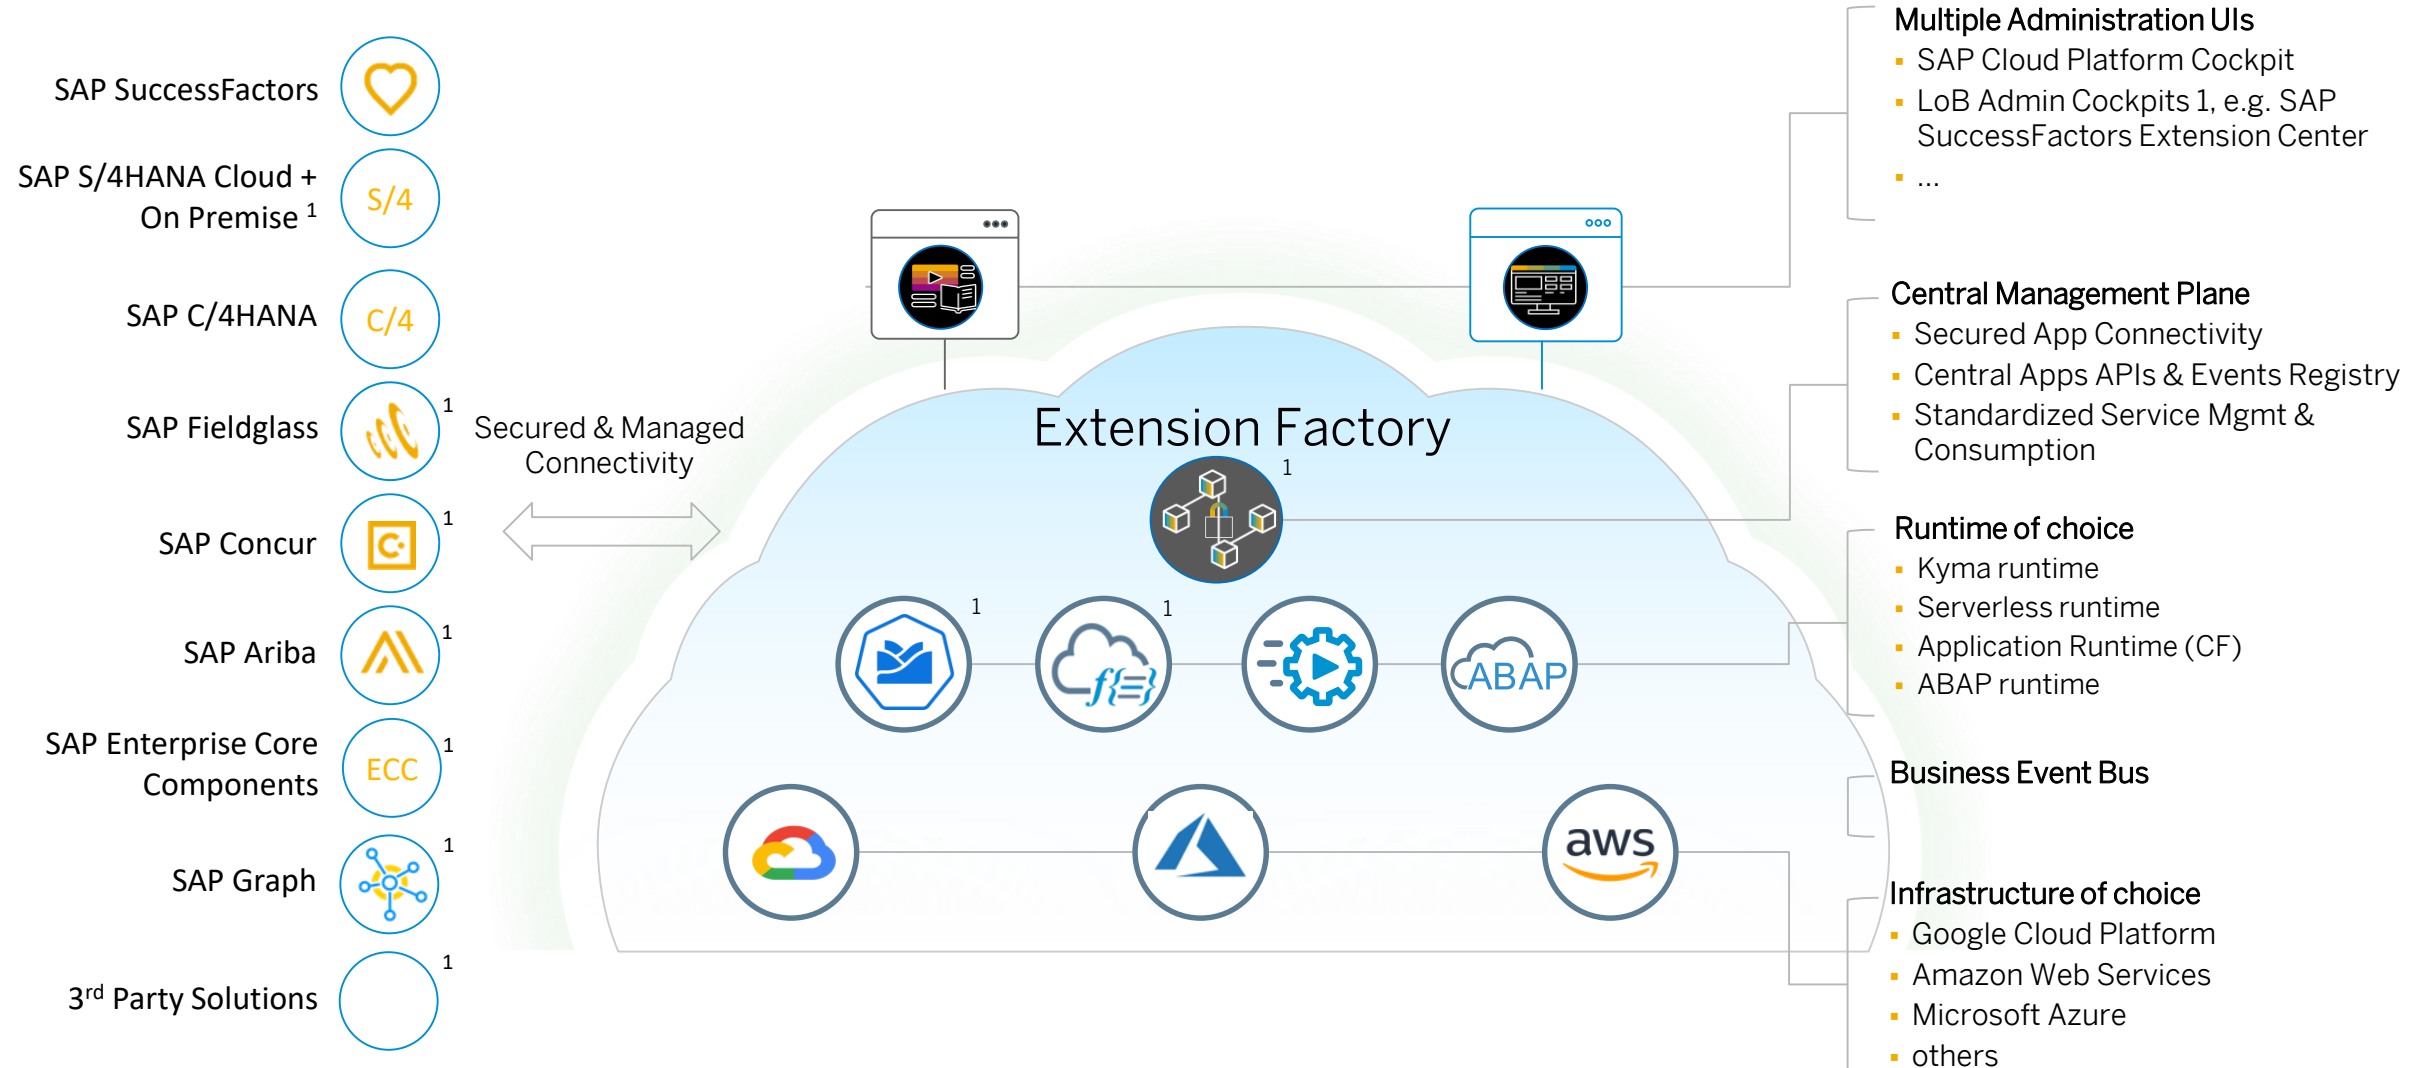 SAP SuccessFactors
SAP S/4HANA Cloud +
On Premise 1
S/4
SAP C/4HANA
C/4
SAP Fieldglass
1
SAP Concur
C
1
SAP Ariba
1
SAP Enterprise Core
Components
ECC
1
SAP Graph
1
3rd Party Solutions
1
Secured & Managed
Connectivity
Extension Factory
1
1
1
f{=}
ABAP
aws
Multiple Administration UIs
▪ SAP Cloud Platform Cockpit
▪ LoB Admin Cockpits 1, e.g. SAP
SuccessFactors Extension Center
▪ ...
Central Management Plane
▪ Secured App Connectivity
▪ Central Apps APIs & Events Registry
▪ Standardized Service Mgmt &
Consumption
Runtime of choice
▪ Kyma runtime
▪ Serverless runtime
▪ Application Runtime (CF)
▪ ABAP runtime
Business Event Bus
Infrastructure of choice
▪ Google Cloud Platform
▪ Amazon Web Services
▪ Microsoft Azure
▪ others